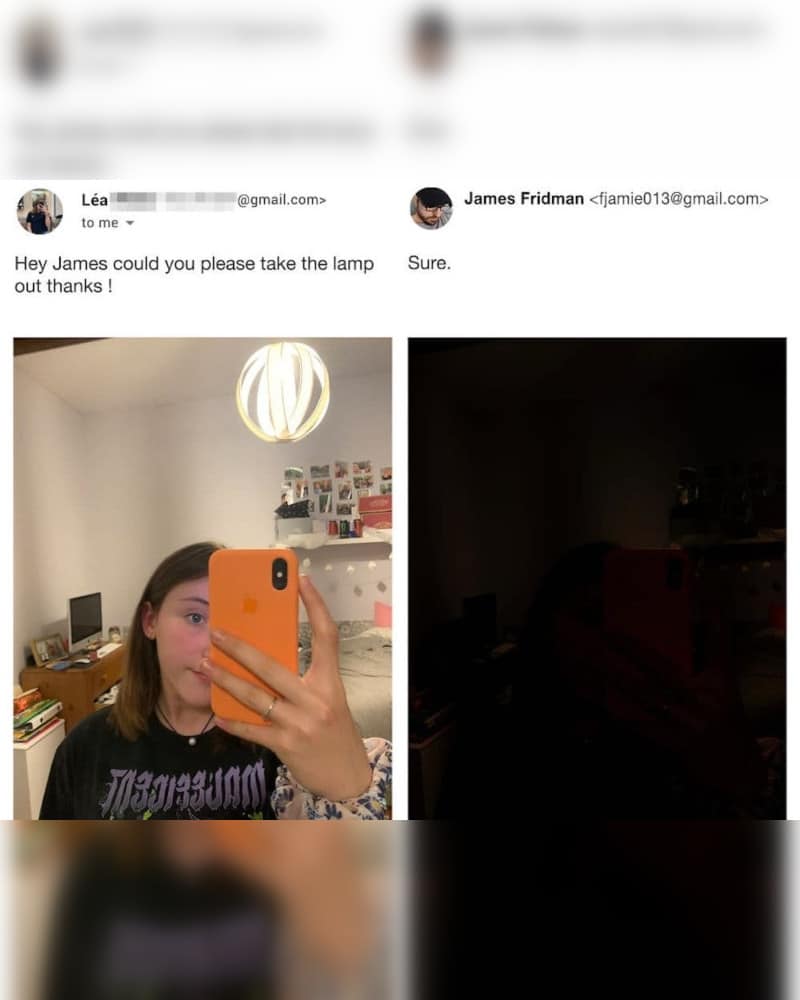 Léa @gmail.com>
to me
Hey James could you please take the lamp
out thanks !
James Fridman <fjamie013@gmail.com>
Sure.